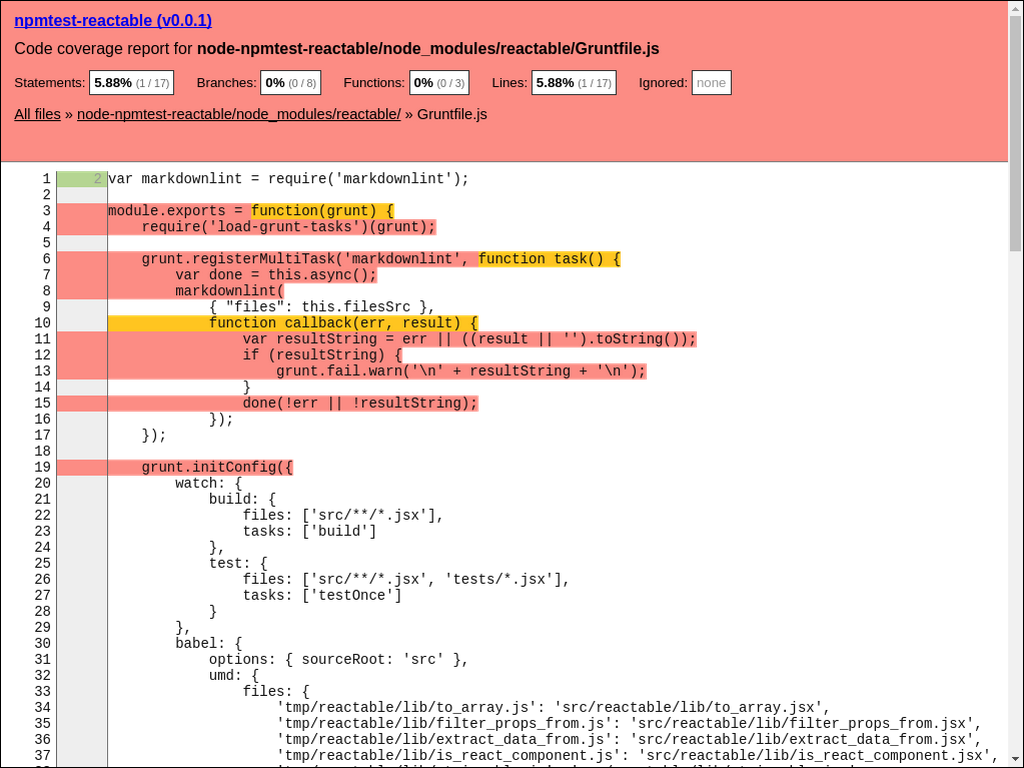 npmtest-reactable (v0.0.1)
Code coverage report for node-npmtest-reactable/node_modules/reactable/Gruntfile.js
Statements: 5.88% (1 / 17) Branches: 0% (0 / 8) Functions: 0% (0 / 3) Lines: 5.88% (1 / 17) Ignored: none
All files » node-npmtest-reactable/node_modules/reactable/ » Gruntfile.js
1 2 var markdownlint = require('markdownlint');
2
3 module.exports = function(grunt) {
4     require('load-grunt-tasks')(grunt);
5
6     grunt.registerMultiTask('markdownlint', function task() {
7         var done = this.async();
8         markdownlint(
9             { "files": this.filesSrc },
10             function callback(err, result) {
11                 var resultString = err || ((result || '').toString());
12                 if (resultString) {
13                     grunt.fail.warn('\n' + resultString + '\n');
14                 }
15                 done(!err || !resultString);
16             });
17     });
18
19     grunt.initConfig({
20         watch: {
21             build: {
22                 files: ['src/**/*.jsx'],
23                 tasks: ['build']
24             },
25             test: {
26                 files: ['src/**/*.jsx', 'tests/*.jsx'],
27                 tasks: ['testOnce']
28             }
29         },
30         babel: {
31             options: { sourceRoot: 'src' },
32             umd: {
33                 files: {
34                     'tmp/reactable/lib/to_array.js': 'src/reactable/lib/to_array.jsx',
35                     'tmp/reactable/lib/filter_props_from.js': 'src/reactable/lib/filter_props_from.jsx',
36                     'tmp/reactable/lib/extract_data_from.js': 'src/reactable/lib/extract_data_from.jsx',
37                     'tmp/reactable/lib/is_react_component.js': 'src/reactable/lib/is_react_component.jsx',